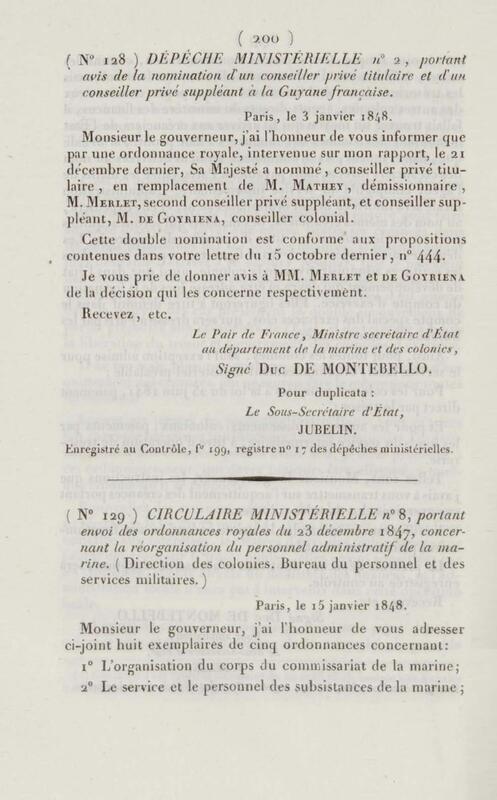 ( 200 )
( N° 128 ) DÉPÊCHE MINISTÉRIELLE n° 2, portant
avis de la nomination d'un conseiller privé titulaire et d'un
conseiller privé suppléant à la Guyane française.
Paris, le 3 janvier 1848.
Monsieur le gouverneur, j'ai l'honneur de vous informer que
par une ordonnance royale, intervenue sur mon rapport, le 21
décembre dernier, Sa Majesté a nommé, conseiller privé titu-
laire, en remplacement de M. MATHEY, démissionnaire,
M. MERLET, second conseiller privé suppléant, et conseiller sup-
pléant, M. DE GOYRIENA, conseiller colonial.
Cette double nomination est conforme aux propositions
contenues dans votre lettre du 15 octobre dernier, n° 444.
Je vous prie de donner avis à MM. MERLET et DE GOYRIENA
de la décision qui les concerne respectivement.
Recevez, etc.
Le Pair de France, Ministre secrétaire d'État
au département de la marine et des colonies,
Signé DUC DE MONTEBELLO.
Pour duplicata :
Le Sous-Secrétaire d'État,
JUBELIN.
Enregistré au Contrôle, f° 199, registre n° 17 des dépêches ministérielles.
( N° 129 ) CIRCULAIRE MINISTÉRIELLE n° 8, portant
envoi des ordonnances royales du 23 décembre 1847, concer-
nant la réorganisation du personnel administratif de la ma-
rine. ( Direction des colonies. Bureau du personnel et des
services militaires. )
Paris, le 15 janvier 1848.
Monsieur le gouverneur, j'ai l'honneur de vous adresser
ci-joint huit exemplaires de cinq ordonnances concernant :
1° L'organisation du corps du commissariat de la marine;
2° Le service et le personnel des subsistances de la marine ;